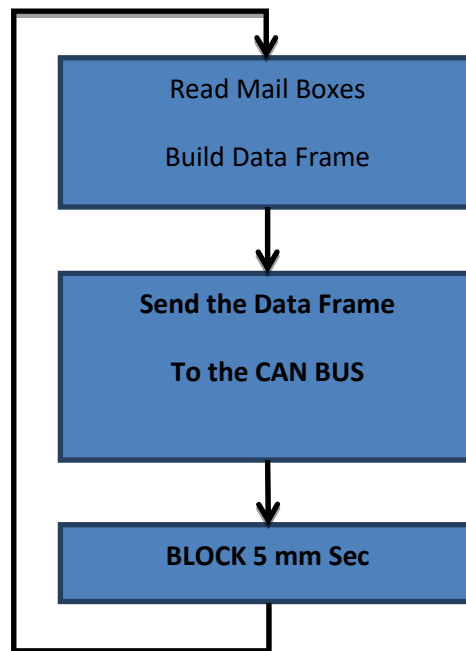 Read Mail Boxes
Build Data Frame
Send the Data Frame
To the CAN BUS
BLOCK 5 mm Sec